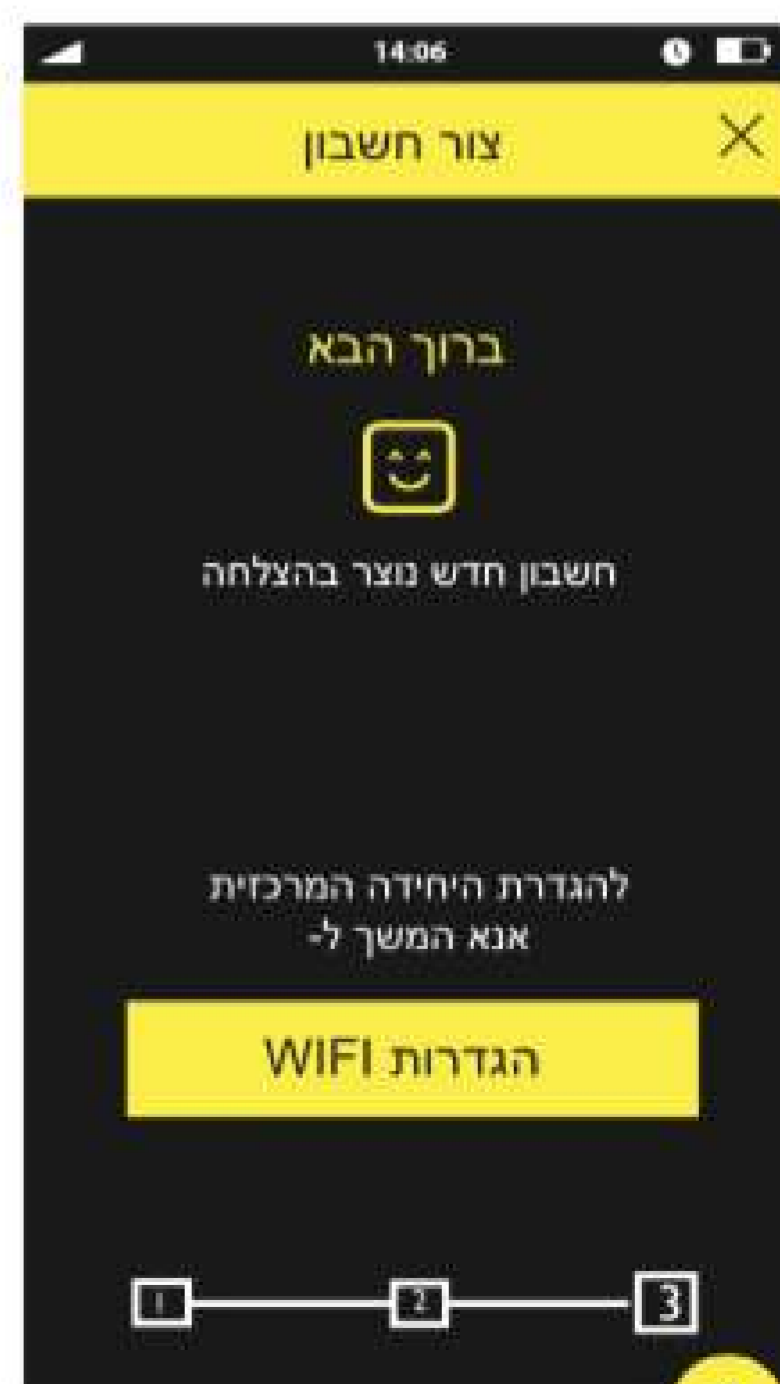 14:06
צור חשבון
ברוך הבא
חשבון חדש נוצר בהצלחה
להגדרת היחידה המרכזית
אנא המשך ל-
הגדרות WIFI
1 2 3